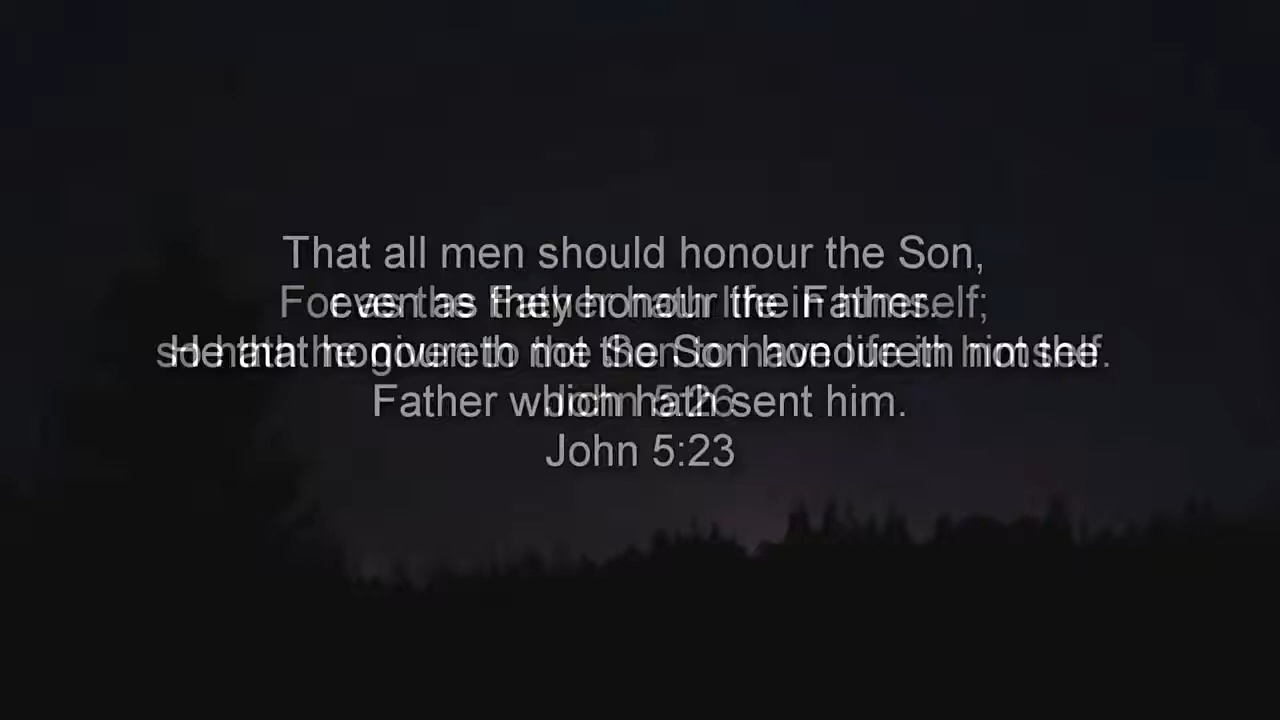 That all men should honour the Son,
even as they honour the Father.
He that honoureth not the Son honoureth not the
Father which hath sent him.
John 5:23
For as the Father hath life in himself;
so hath he given to the Son to have life in himself.
John 5:26